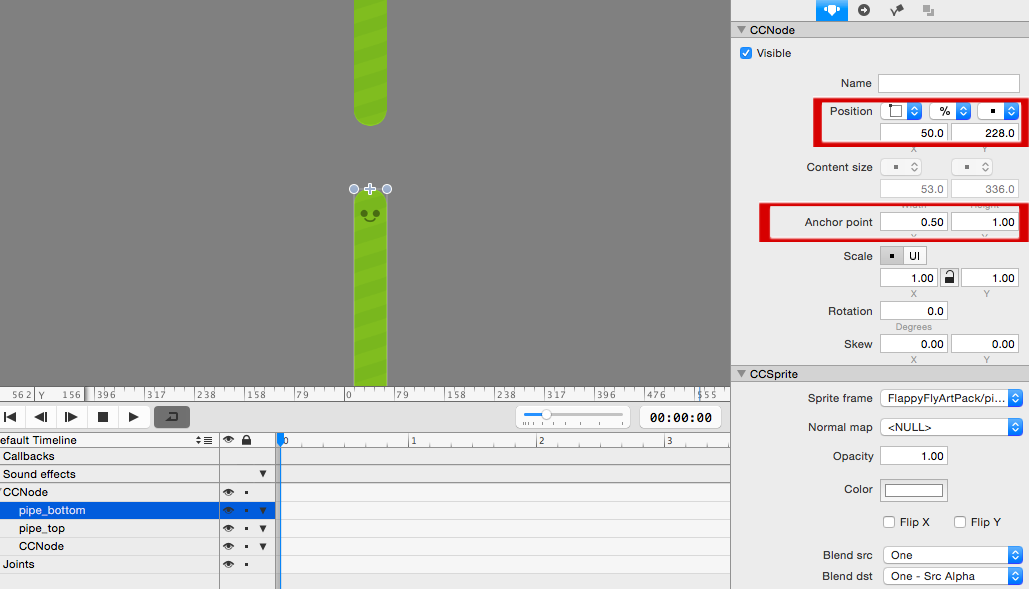 CCNode
Visible
Name
Position
%
50.0 228.0
X Y
Content size
53.0 336.0
Width Height
Anchor point 0.50 1.00
X Y
Scale UI
1.00 1.00
X Y
Rotation 0.0
Degrees
Skew 0.00 0.00
X Y
CCSprite
Sprite frame FlappyFlyArtPack/pi...
Normal map <NULL>
Opacity 1.00
Color
Flip X Flip Y
Blend src One
Blend dst One - Src Alpha
562 Y 156 396 317 238 158 79 0 79 158 238 317 396 476 555
00:00:00
efault Timeline 0 1 2 3
Callbacks
Sound effects
CCNode
pipe_bottom
pipe_top
CCNode
Joints